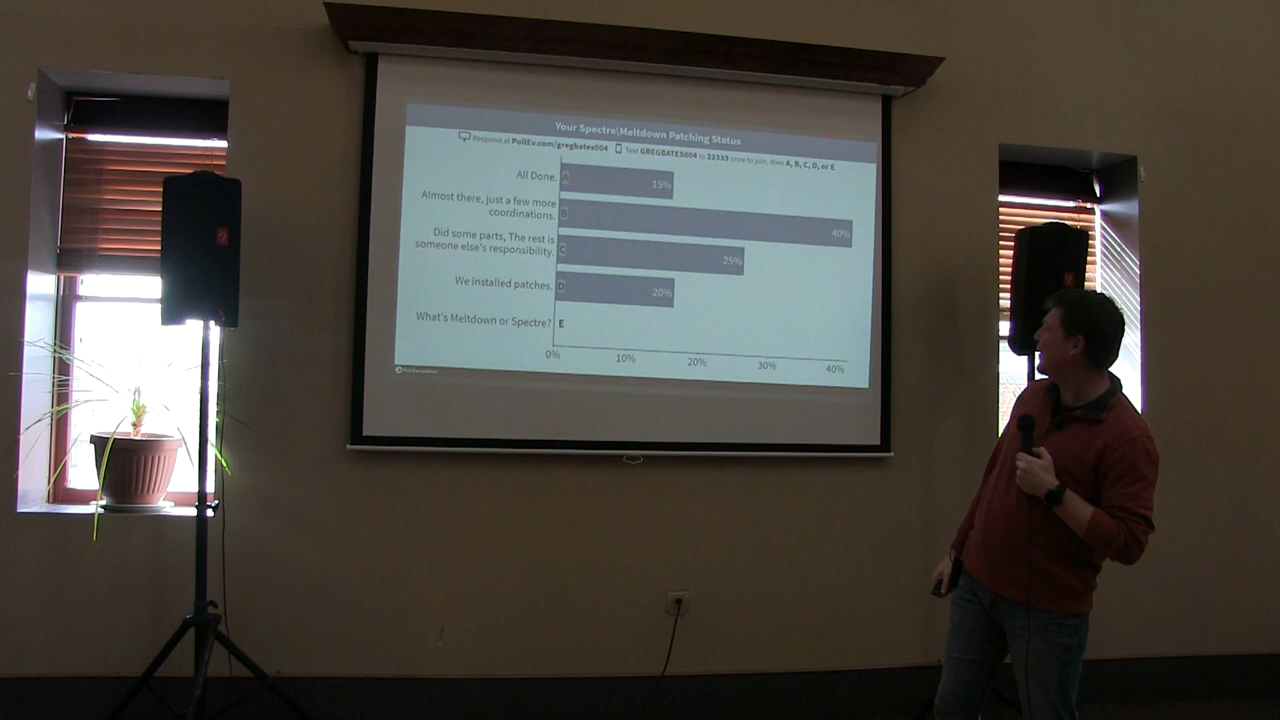 Your Spectre\Meltdown Patching Status
Respond at PollEv.com/gregbates004 Text GREGBATES004 to 22333 once to join, then A, B, C, D, or E
All Done. A 15%
Almost there, just a few more
coordinations. B 40%
Did some parts, The rest is
someone else's responsibility. C 25%
We installed patches. D 20%
What's Meltdown or Spectre? E
0% 10% 20% 30% 40%
Poll Everywhere